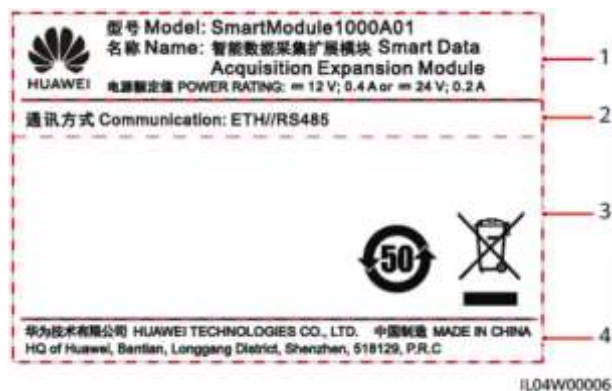 型号 Model: SmartModule1000A01
名称 Name: 智能数据采集扩展模块 Smart Data
Acquisition Expansion Module
HUAWEI
电源额定值 POWER RATING: ⎓ 12 V; 0.4 A or ⎓ 24 V; 0.2 A
1
通讯方式 Communication: ETH//RS485
2
3
50
华为技术有限公司 HUAWEI TECHNOLOGIES CO., LTD. 中国制造 MADE IN CHINA
4
HQ of Huawei, Bantian, Longgang District, Shenzhen, 518129, P.R.C
IL04W00006